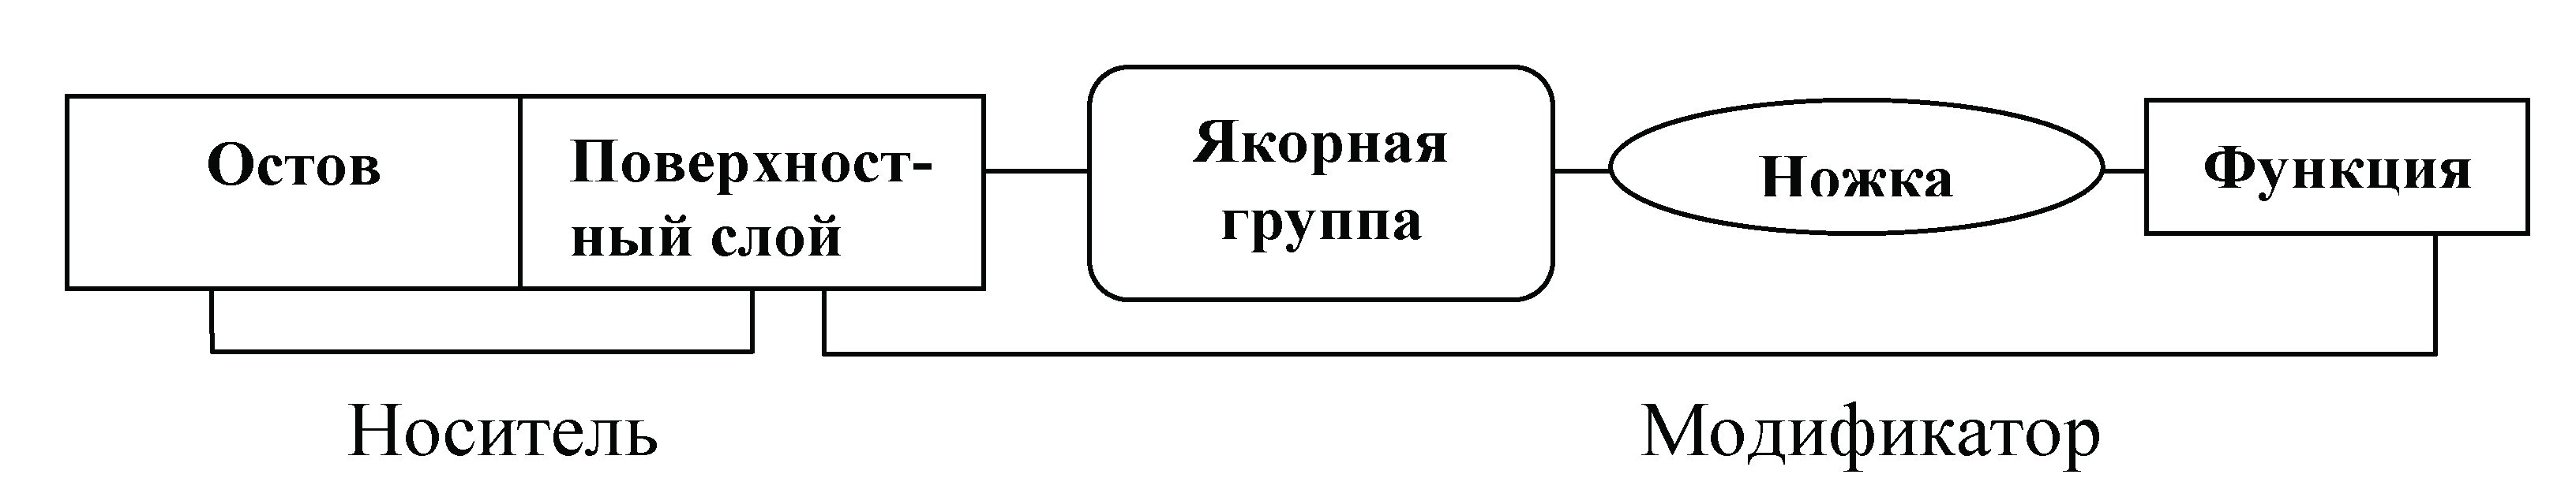 Остов
Поверхност-
ный слой
Якорная
группа
Ножка
Функция
Носитель
Модификатор